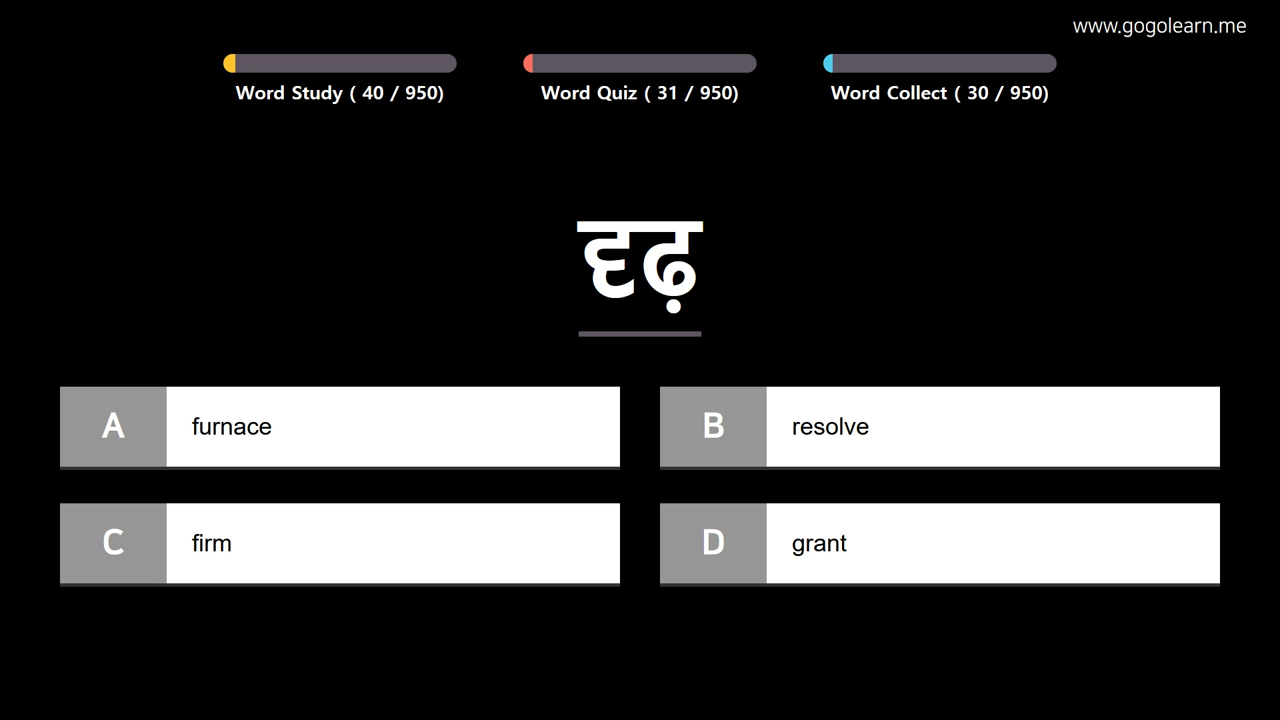 www.gogolearn.me
Word Study ( 40 / 950)
Word Quiz ( 31 / 950)
Word Collect ( 30 / 950)
दृढ़
A furnace
B resolve
C firm
D grant